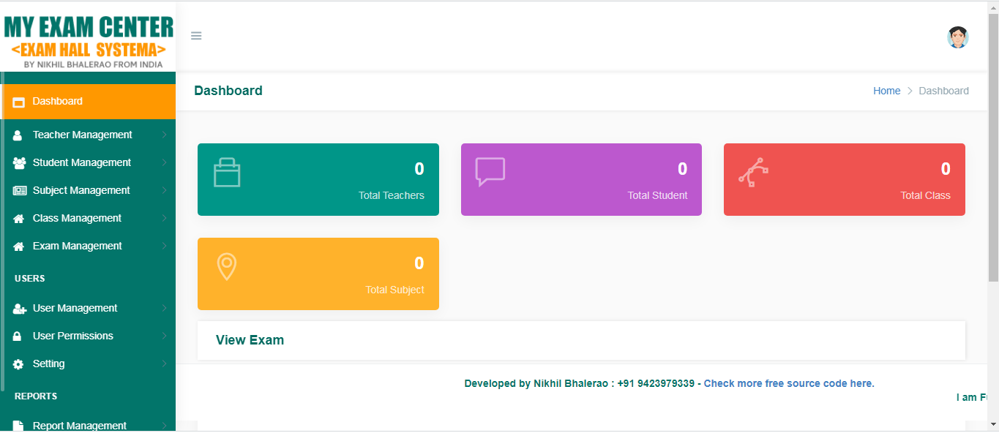 MY EXAM CENTER
<EXAM HALL SYSTEMA>
BY NIKHIL BHALERAO FROM INDIA
Dashboard
Teacher Management
Student Management
Subject Management
Class Management
Exam Management
USERS
User Management
User Permissions
Setting
REPORTS
Report Management
Dashboard
Home > Dashboard
0
Total Teachers
0
Total Student
0
Total Class
0
Total Subject
View Exam
Developed by Nikhil Bhalerao : +91 9423979339 - Check more free source code here.
I am